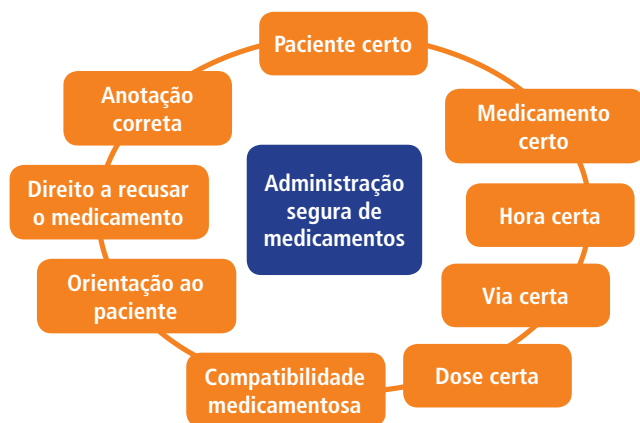 Paciente certo
Medicamento
certo
Hora certa
Via certa
Dose certa
Compatibilidade
medicamentosa
Orientação ao
paciente
Direito a recusar
o medicamento
Anotação
correta
Administração
segura de
medicamentos